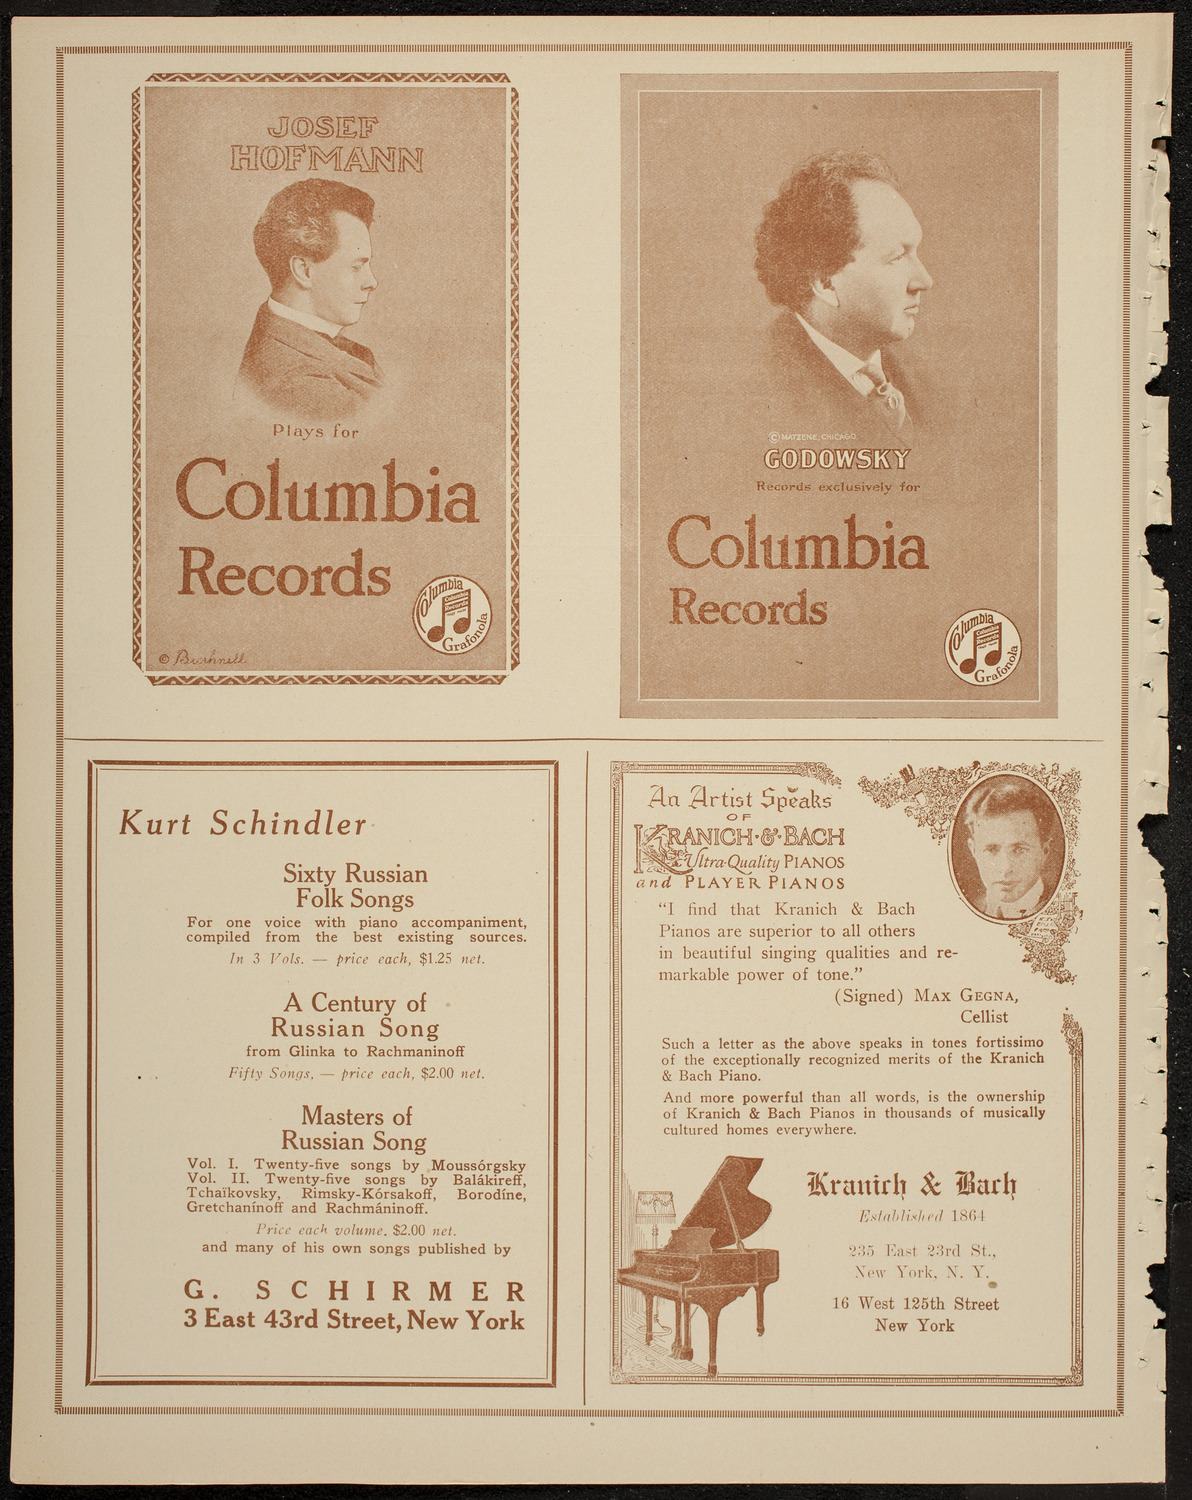 JOSEF
HOFMANN
Plays for
Columbia
Records
Columbia
Grafonola
© Bushnell
© MATZENE, CHICAGO
GODOWSKY
Records exclusively for
Columbia
Records
Columbia
Grafonola
Kurt Schindler
Sixty Russian
Folk Songs
For one voice with piano accompaniment,
compiled from the best existing sources.
In 3 Vols. — price each, $1.25 net.
A Century of
Russian Song
from Glinka to Rachmaninoff
Fifty Songs, — price each, $2.00 net.
Masters of
Russian Song
Vol. I. Twenty-five songs by Moussórgsky
Vol. II. Twenty-five songs by Balákireff,
Tchaïkovsky, Rimsky-Kórsakoff, Borodíne,
Gretchanínoff and Rachmáninoff.
Price each volume. $2.00 net.
and many of his own songs published by
G. SCHIRMER
3 East 43rd Street, New York
An Artist Speaks
OF
KRANICH·&·BACH
Ultra-Quality PIANOS
and PLAYER PIANOS
“I find that Kranich & Bach
Pianos are superior to all others
in beautiful singing qualities and re-
markable power of tone.”
(Signed) MAX GEGNA,
Cellist
Such a letter as the above speaks in tones fortissimo
of the exceptionally recognized merits of the Kranich
& Bach Piano.
And more powerful than all words, is the ownership
of Kranich & Bach Pianos in thousands of musically
cultured homes everywhere.
Kranich & Bach
Established 1864
235 East 23rd St.,
New York, N. Y.
16 West 125th Street
New York